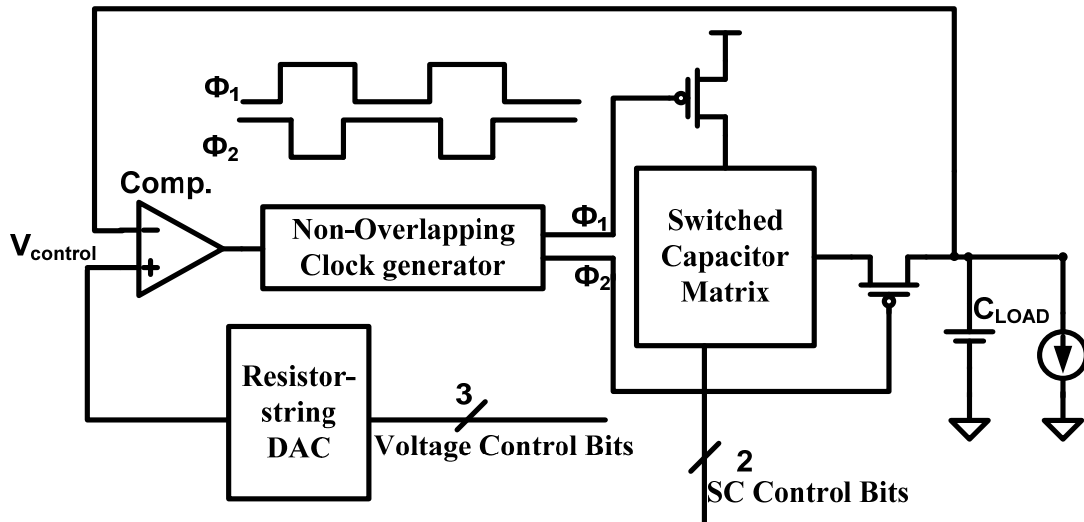 Φ1
Φ2
Comp.
Vcontrol
Non-Overlapping
Clock generator
Φ1
Φ2
Switched
Capacitor
Matrix
CLOAD
Resistor-
string
DAC
3
Voltage Control Bits
2
SC Control Bits